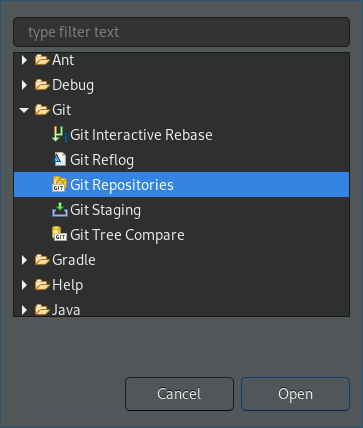 type filter text
Ant
Debug
Git
Git Interactive Rebase
Git Reflog
Git Repositories
Git Staging
Git Tree Compare
Gradle
Help
Java
Cancel
Open